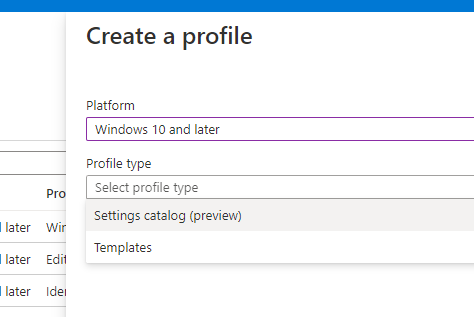 Create a profile
Platform
Windows 10 and later
Profile type
Select profile type
Pro
Settings catalog (preview)
later Win
Templates
later Edit
later Iden